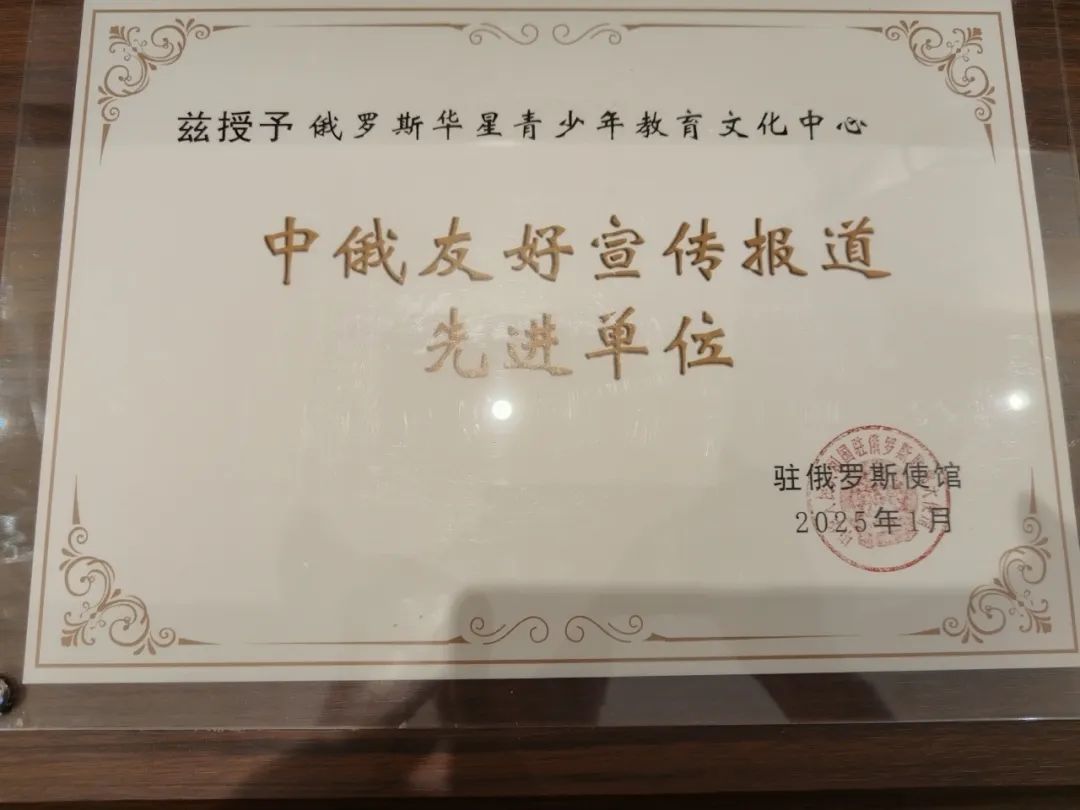 兹授予俄罗斯华星青少年教育文化中心
中俄友好宣传报道
先进单位
驻俄罗斯使馆
2025年1月